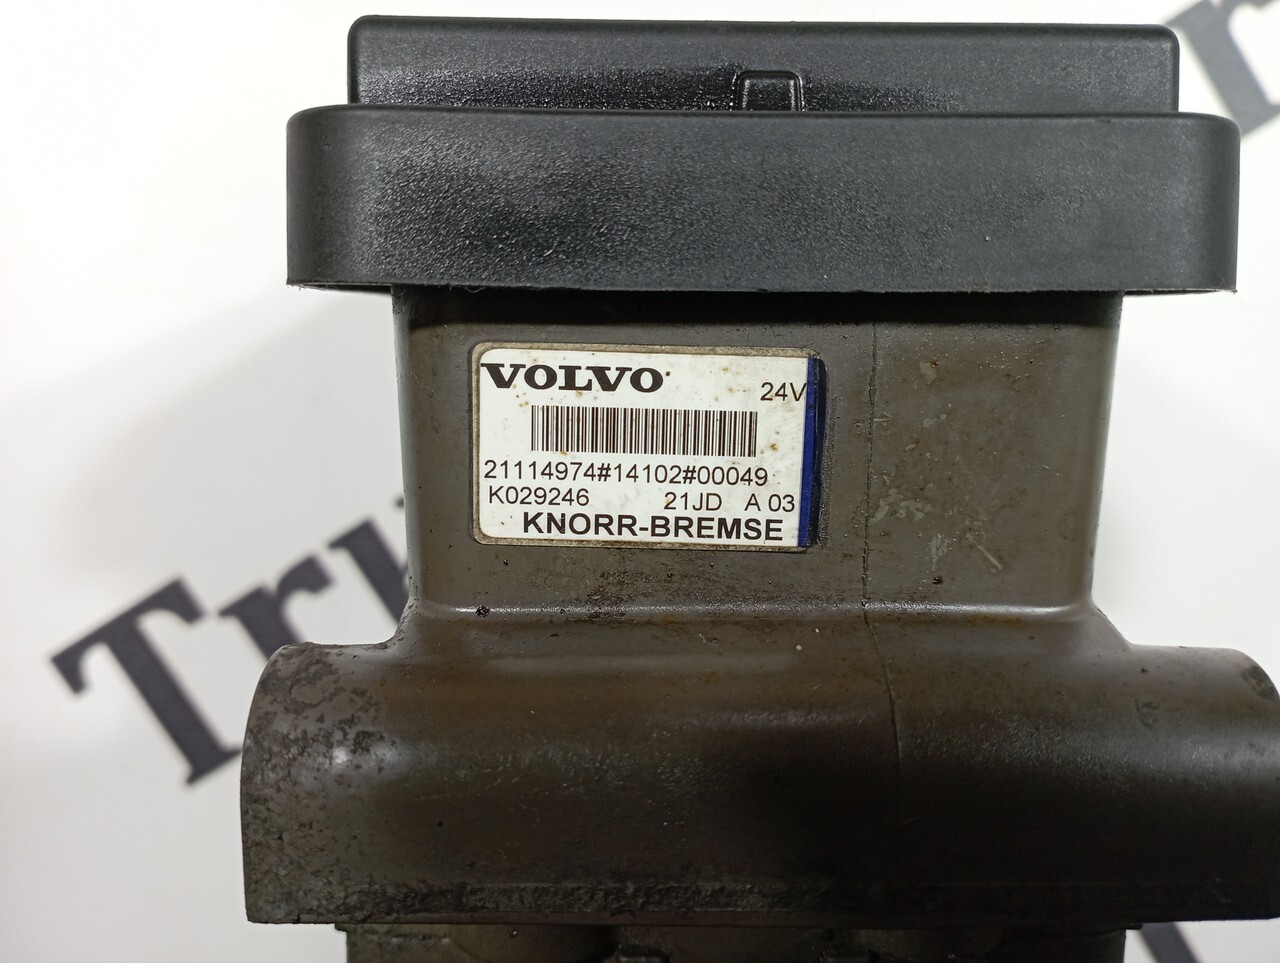 VOLVO
24V
21114974#14102#00049
K029246 21JD A 03
KNORR-BREMSE